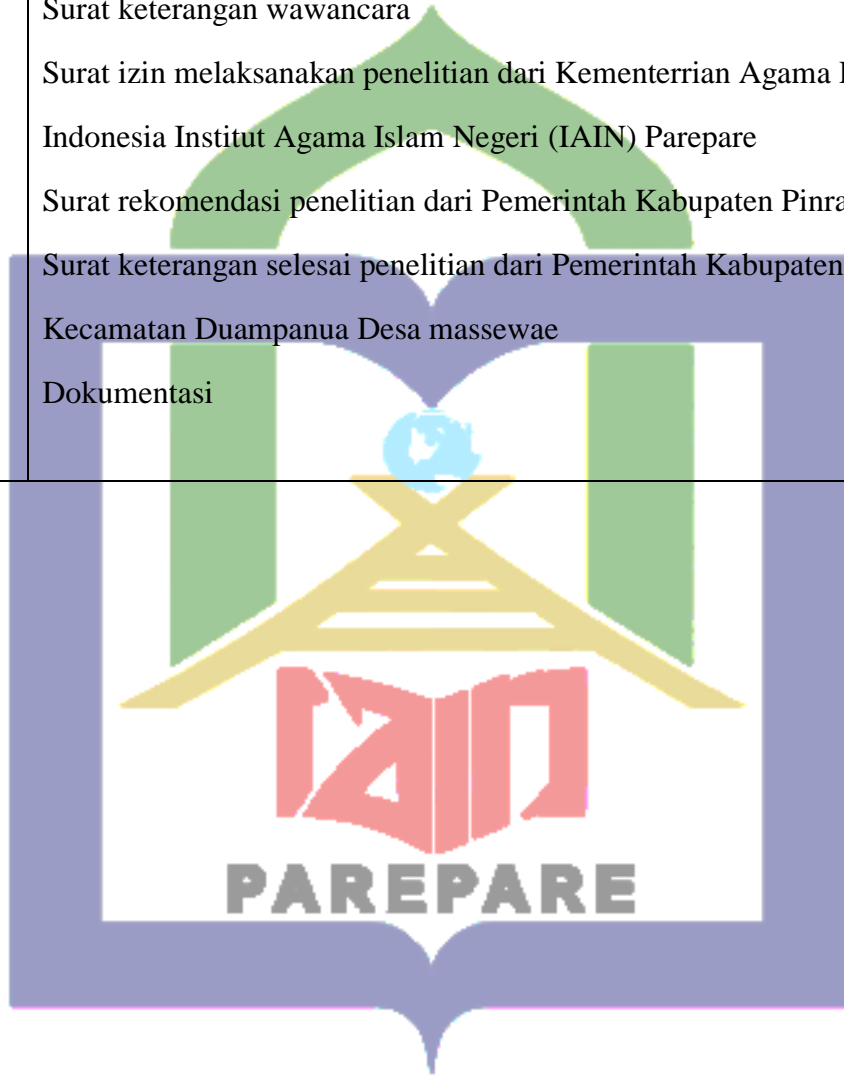 Surat keterangan wawancara
Surat izin melaksanakan penelitian dari Kementerrian Agama
Indonesia Institut Agama Islam Negeri (IAIN) Parepare
Surat rekomendasi penelitian dari Pemerintah Kabupaten
Surat keterangan selesai penelitian dari Pemerintah Kabupaten
Kecamatan Duampanua Desa massewae
Dokumentasi
iain
PAREPARE